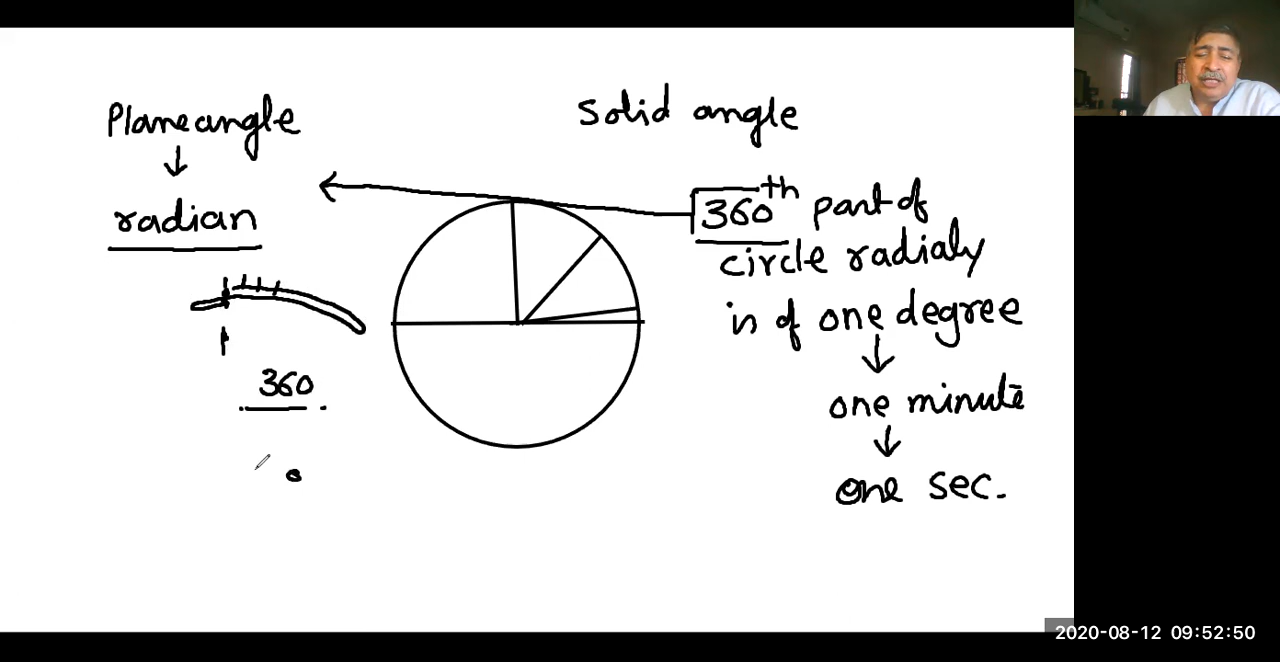 Plane angle
radian
360
Solid angle
360th part of
circle radialy
is of one degree
one minute
one sec.
2020-08-12 09:52:50